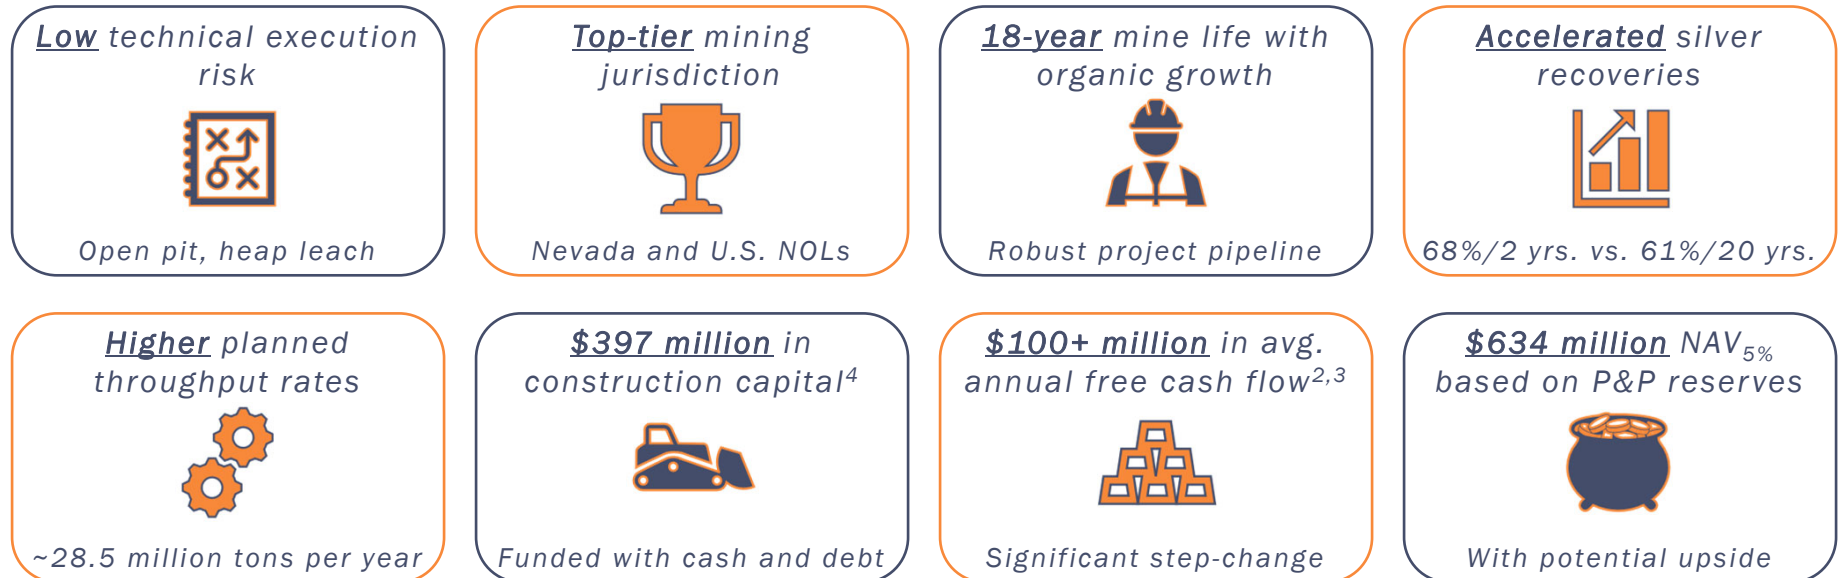 Low technical execution
risk
Open pit, heap leach
Top-tier mining
jurisdiction
Nevada and U.S. NOLs
18-year mine life with
organic growth
Robust project pipeline
Accelerated silver
recoveries
68%/2 yrs. vs. 61%/20 yrs.
Higher planned
throughput rates
~28.5 million tons per year
$397 million in
construction capital⁴
Funded with cash and debt
$100+ million in avg.
annual free cash flow²,³
Significant step-change
$634 million NAV5%
based on P&P reserves
With potential upside